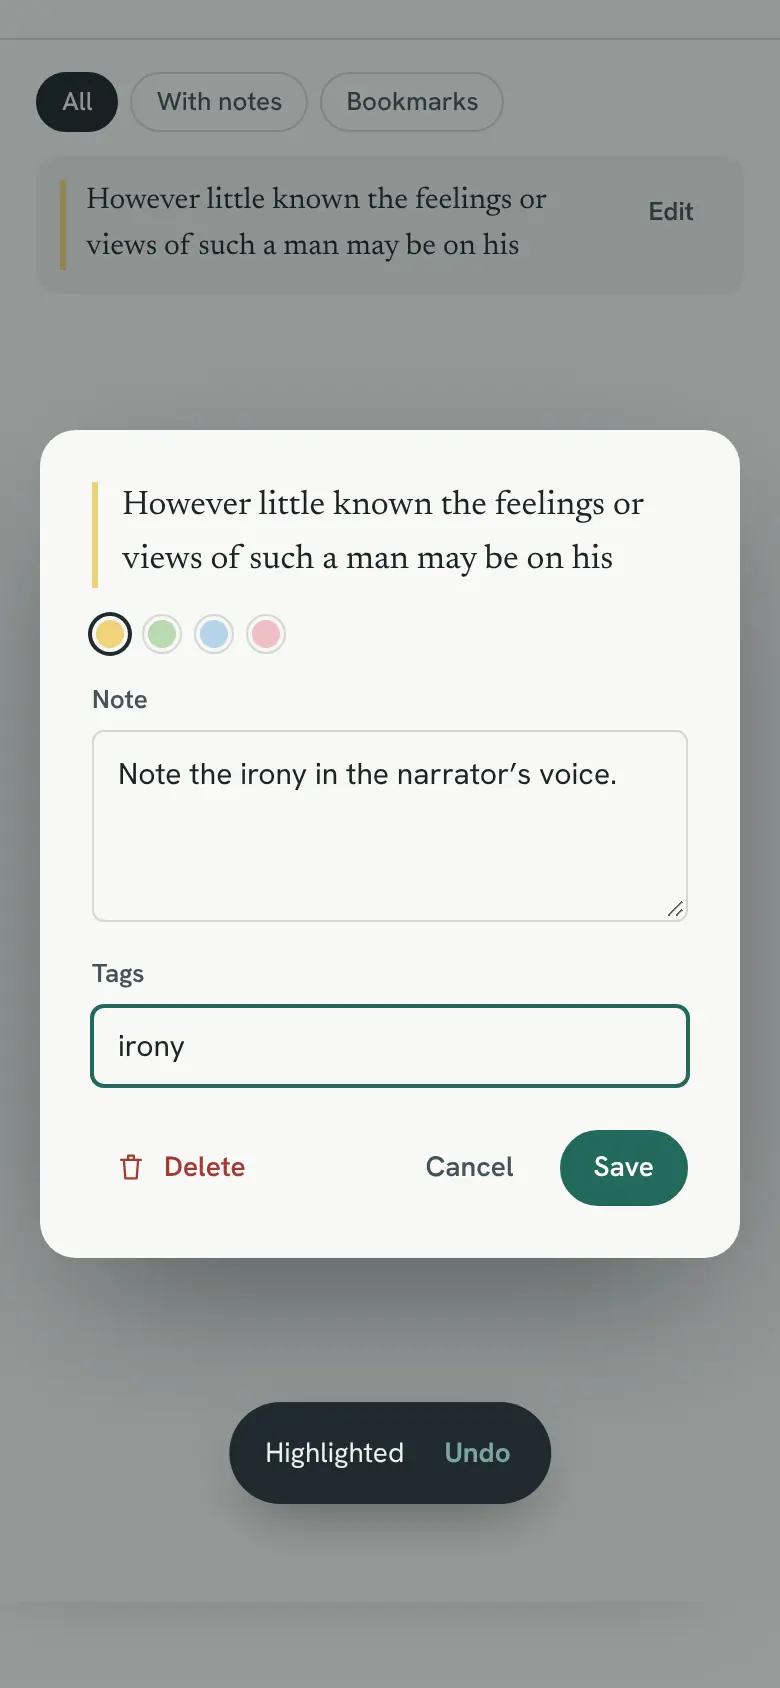 All
With notes
Bookmarks
However little known the feelings or
views of such a man may be on his
Edit
However little known the feelings or
views of such a man may be on his
Note
Note the irony in the narrator’s voice.
Tags
irony
Delete
Cancel
Save
Highlighted
Undo